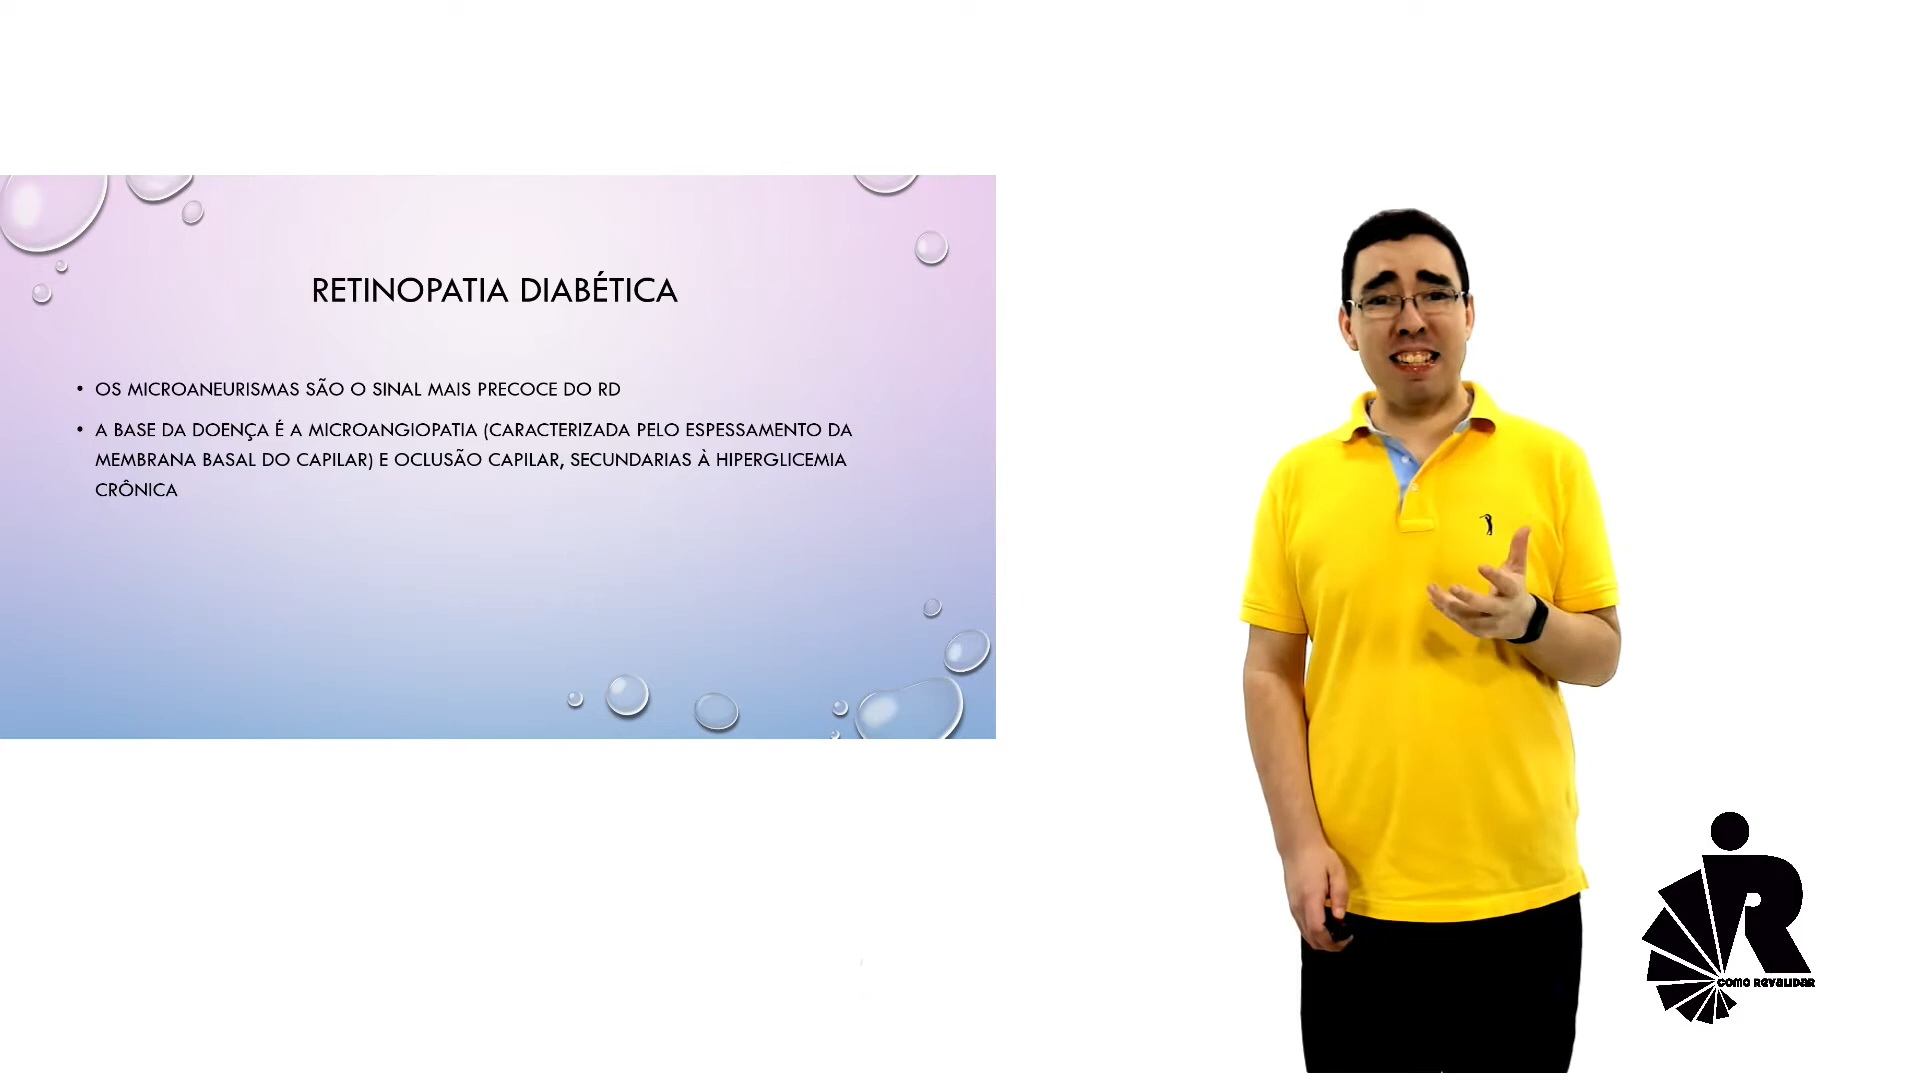 RETINOPATIA DIABÉTICA
• OS MICROANEURISMAS SÃO O SINAL MAIS PRECOCE DO RD
• A BASE DA DOENÇA É A MICROANGIOPATIA (CARACTERIZADA PELO ESPESSAMENTO DA
MEMBRANA BASAL DO CAPILAR) E OCLUSÃO CAPILAR, SECUNDARIAS À HIPERGLICEMIA
CRÔNICA
R
COMO REVALIDAR